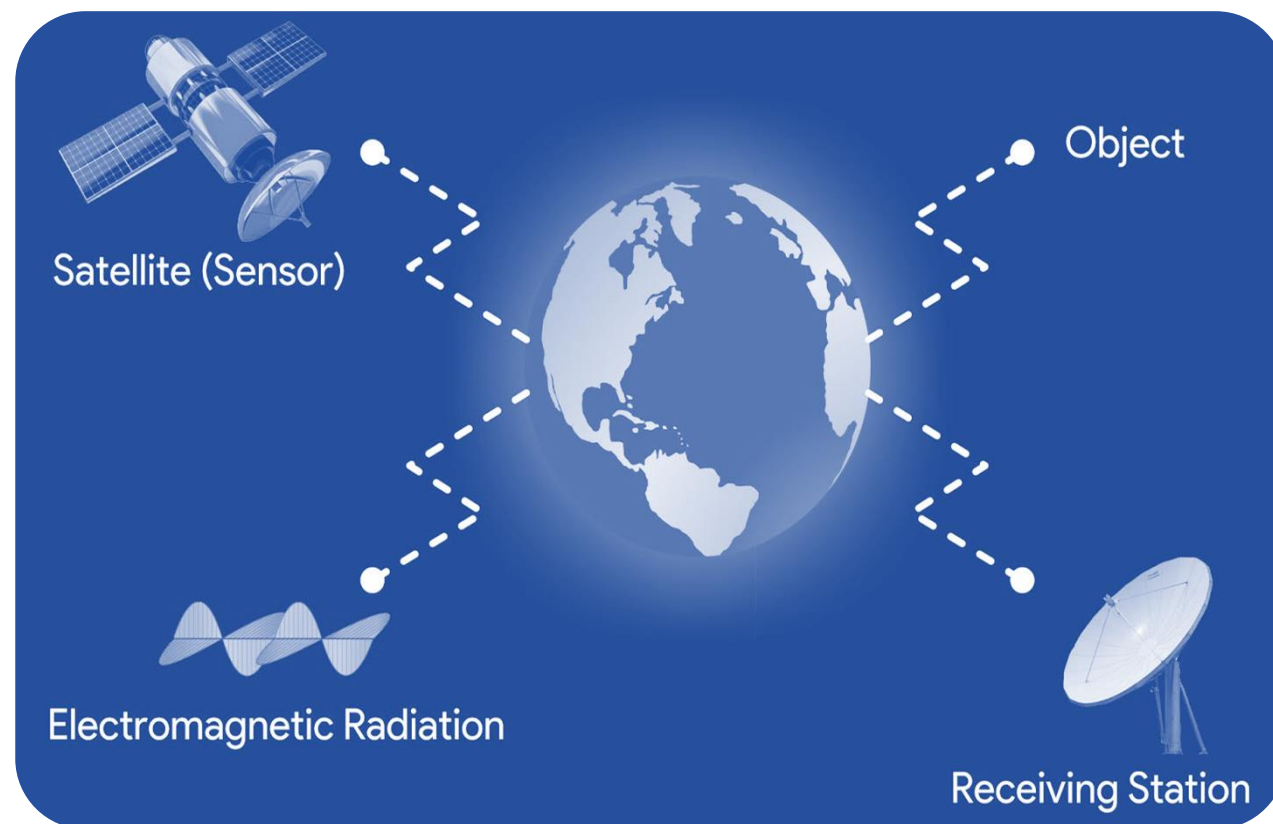 Object
Satellite (Sensor)
Electromagnetic Radiation
Receiving Station